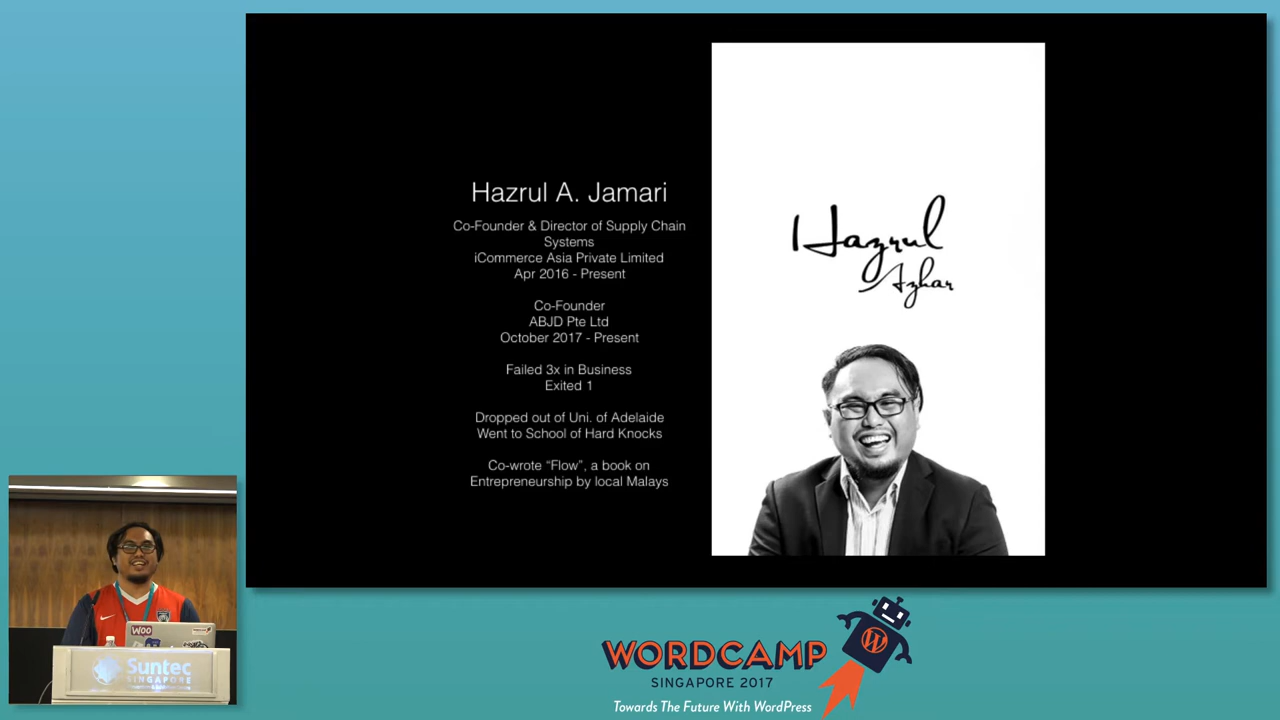 Hazrul A. Jamari
Co-Founder & Director of Supply Chain
Systems
iCommerce Asia Private Limited
Apr 2016 - Present
Co-Founder
ABJD Pte Ltd
October 2017 - Present
Failed 3x in Business
Exited 1
Dropped out of Uni. of Adelaide
Went to School of Hard Knocks
Co-wrote “Flow”, a book on
Entrepreneurship by local Malays
Hazrul
Azhar
WOO
Suntec
SINGAPORE
WORDCAMP
SINGAPORE 2017
Towards The Future With WordPress